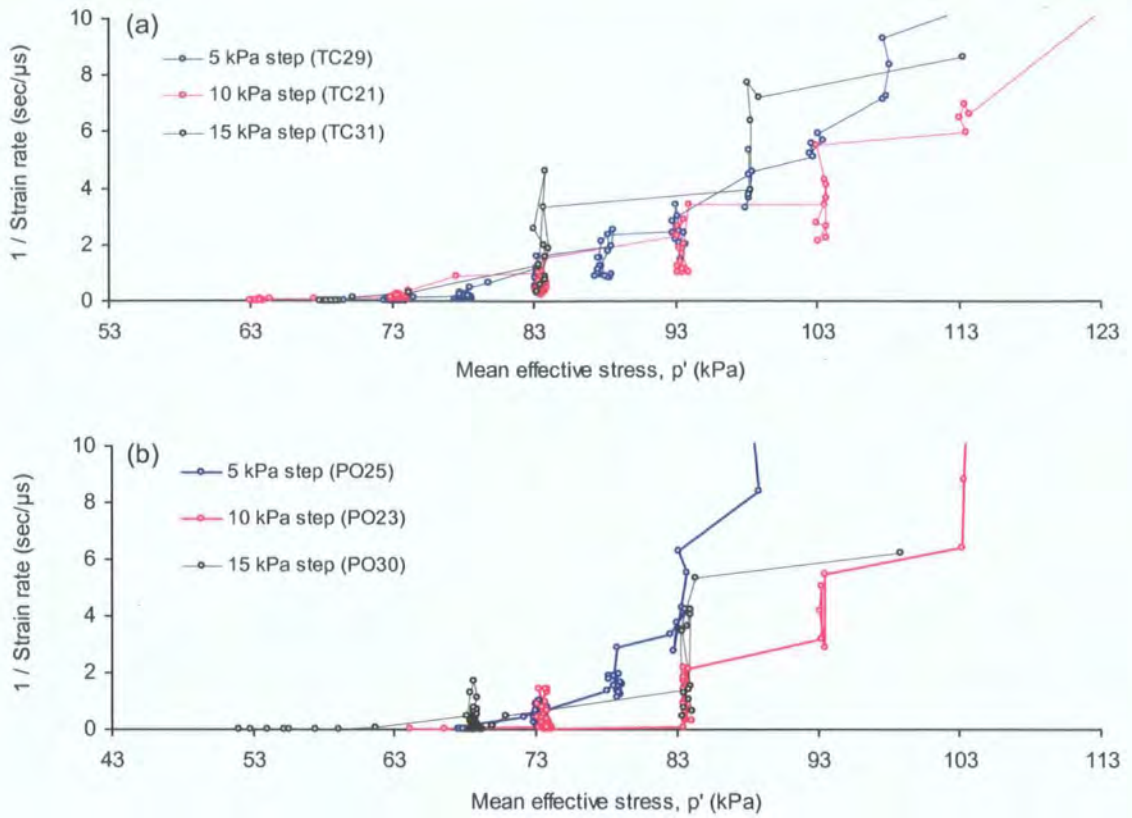 (a)
5 kPa step (TC29)
10 kPa step (TC21)
15 kPa step (TC31)
1 / Strain rate (sec/µs)
10
8
6
4
2
0
53 63 73 83 93 103 113 123
Mean effective stress, p' (kPa)
(b)
5 kPa step (PO25)
10 kPa step (PO23)
15 kPa step (PO30)
1 / Strain rate (sec/µs)
10
8
6
4
2
0
43 53 63 73 83 93 103 113
Mean effective stress, p' (kPa)